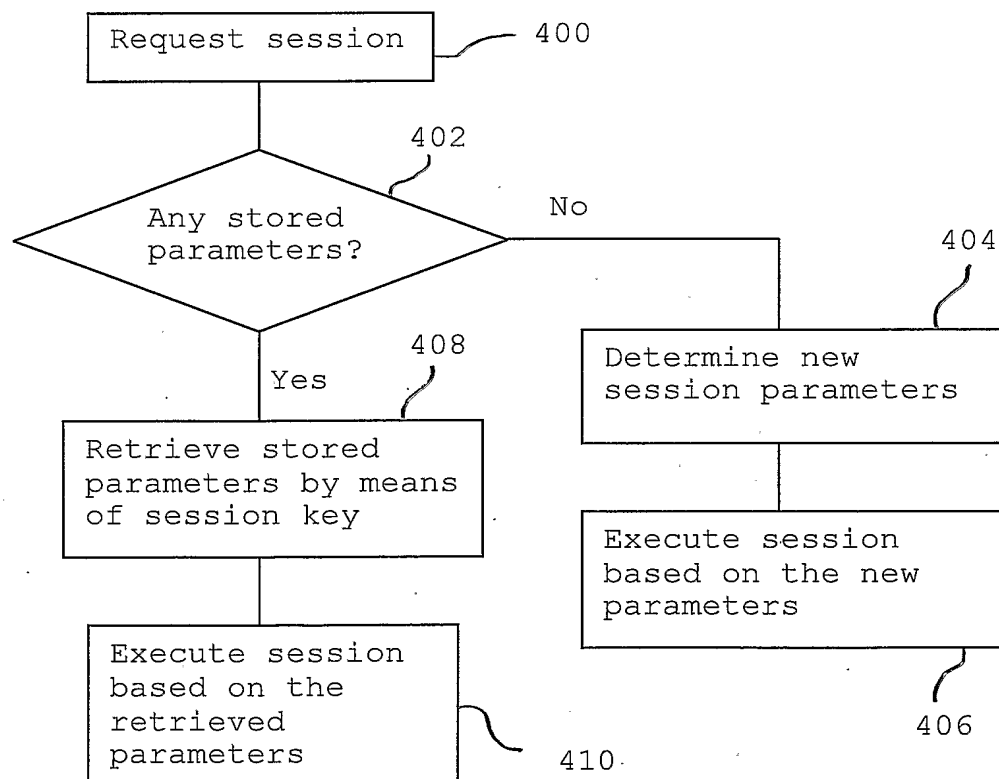 Request session
400
402
Any stored
parameters?
No
404
Yes
408
Determine new
session parameters
Retrieve stored
parameters by means
of session key
Execute session
based on the new
parameters
406
Execute session
based on the
retrieved
parameters
410